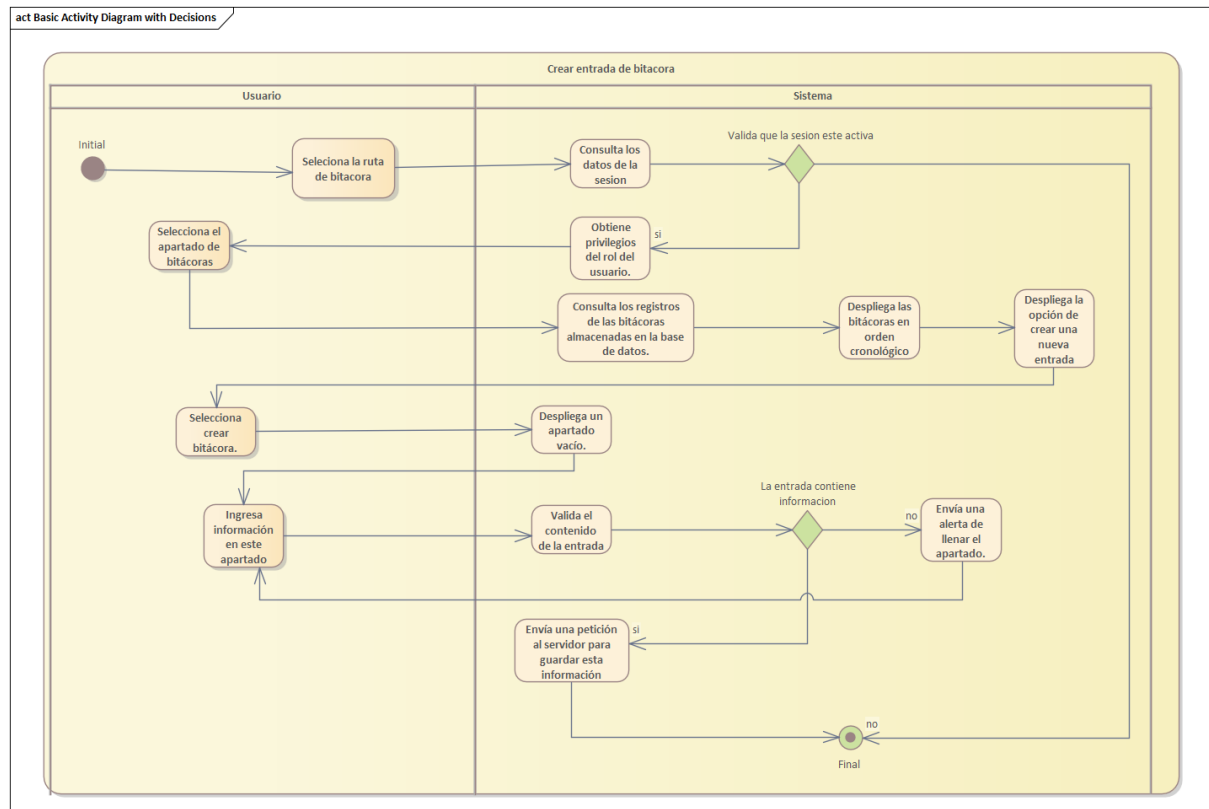 act Basic Activity Diagram with Decisions
Crear entrada de bitacora
Usuario
Sistema
Initial
Seleciona la ruta
de bitacora
Consulta los
datos de la
sesion
Valida que la sesion este activa
Selecciona el
apartado de
bitácoras
Obtiene
privilegios
del rol del
usuario.
si
Consulta los registros
de las bitácoras
almacenadas en la base
de datos.
Despliega las
bitácoras en
orden
cronológico
Despliega la
opción de
crear una
nueva
entrada
Selecciona
crear
bitácora.
Despliega un
apartado
vacío.
Ingresa
información
en este
apartado
Valida el
contenido
de la entrada
La entrada contiene
informacion
no
Envía una
alerta de
llenar el
apartado.
Envía una petición
al servidor para
guardar esta
información
si
no
Final